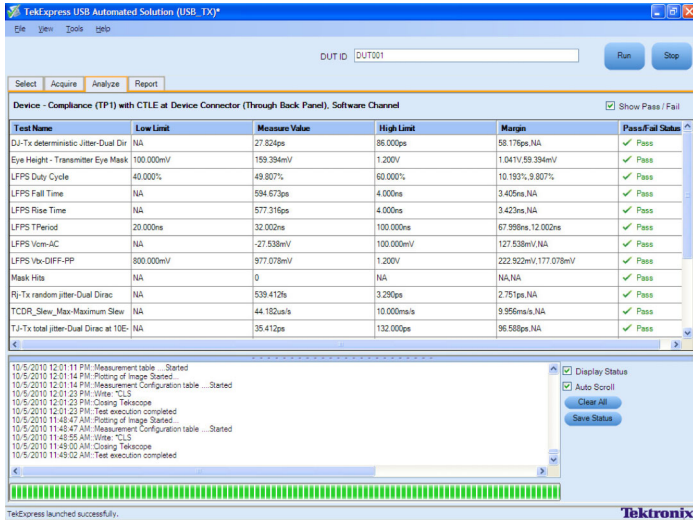 TekExpress USB Automated Solution (USB_TX)*
File View Tools Help
DUT ID DUT001 Run Stop
Select Acquire Analyze Report
Device - Compliance (TP1) with CTLE at Device Connector (Through Back Panel), Software Channel Show Pass / Fail
Test Name Low Limit Measure Value High Limit Margin Pass/Fail Status
DJ-Tx deterministic Jitter-Dual Dir NA 27.824ps 86.000ps 58.176ps,NA Pass
Eye Height - Transmitter Eye Mask 100.000mV 159.394mV 1.200V 1.041V,59.394mV Pass
LFPS Duty Cycle 40.000% 49.807% 60.000% 10.193%,9.807% Pass
LFPS Fall Time NA 594.673ps 4.000ns 3.405ns,NA Pass
LFPS Rise Time NA 577.316ps 4.000ns 3.423ns,NA Pass
LFPS TPeriod 20.000ns 32.002ns 100.000ns 67.998ns,12.002ns Pass
LFPS Vcm-AC NA -27.538mV 100.000mV 127.538mV,NA Pass
LFPS Vtx-DIFF-PP 800.000mV 977.078mV 1.200V 222.922mV,177.078mV Pass
Mask Hits NA 0 NA NA,NA Pass
Rj-Tx random jitter-Dual Dirac NA 539.412fs 3.290ps 2.751ps,NA Pass
TCDR_Slew_Max-Maximum Slew NA 44.182us/s 10.000ms/s 9.956ms/s,NA Pass
TJ-Tx total jitter-Dual Dirac at 10E- NA 35.412ps 132.000ps 96.588ps,NA Pass
10/5/2010 12:01:11 PM::Measurement table ....Started
10/5/2010 12:01:14 PM::Plotting of Image Started...
10/5/2010 12:01:14 PM::Measurement Configuration table ....Started
10/5/2010 12:01:23 PM::Write: *CLS
10/5/2010 12:01:23 PM::Closing Tekscope
10/5/2010 12:01:23 PM::Test execution completed
10/5/2010 11:48:47 AM::Plotting of Image Started...
10/5/2010 11:48:47 AM::Measurement Configuration table ....Started
10/5/2010 11:48:55 AM::Write: *CLS
10/5/2010 11:49:00 AM::Closing Tekscope
10/5/2010 11:49:02 AM::Test execution completed
Display Status
Auto Scroll
Clear All
Save Status
TekExpress launched successfully. Tektronix